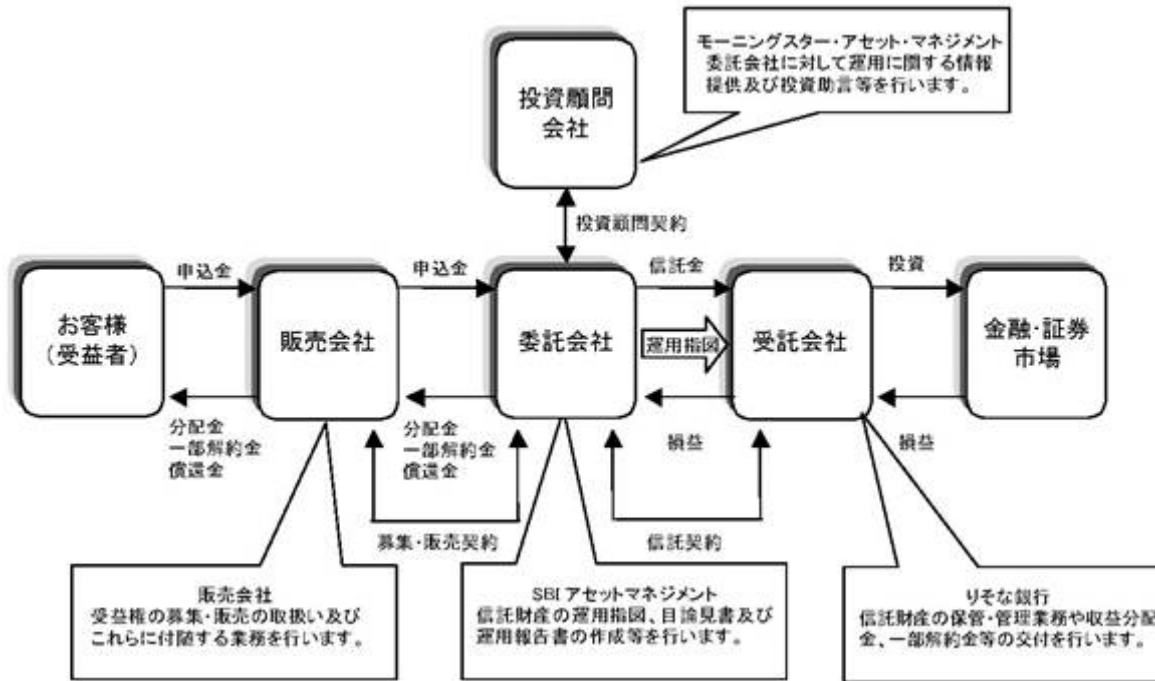 モーニングスター・アセット・マネジメント
委託会社に対して運用に関する情報
提供及び投資助言等を行います。
投資顧問
会社
投資顧問契約
申込金
申込金
信託金
投資
お客様
(受益者)
販売会社
委託会社
運用指図
受託会社
金融・証券
市場
分配金
一部解約金
償還金
分配金
一部解約金
償還金
損益
損益
募集・販売契約
信託契約
販売会社
受益権の募集・販売の取扱い及び
これらに付随する業務を行います。
SBIアセットマネジメント
信託財産の運用指図、目論見書及び
運用報告書の作成等を行います。
りそな銀行
信託財産の保管・管理業務や収益分配
金、一部解約金等の交付を行います。